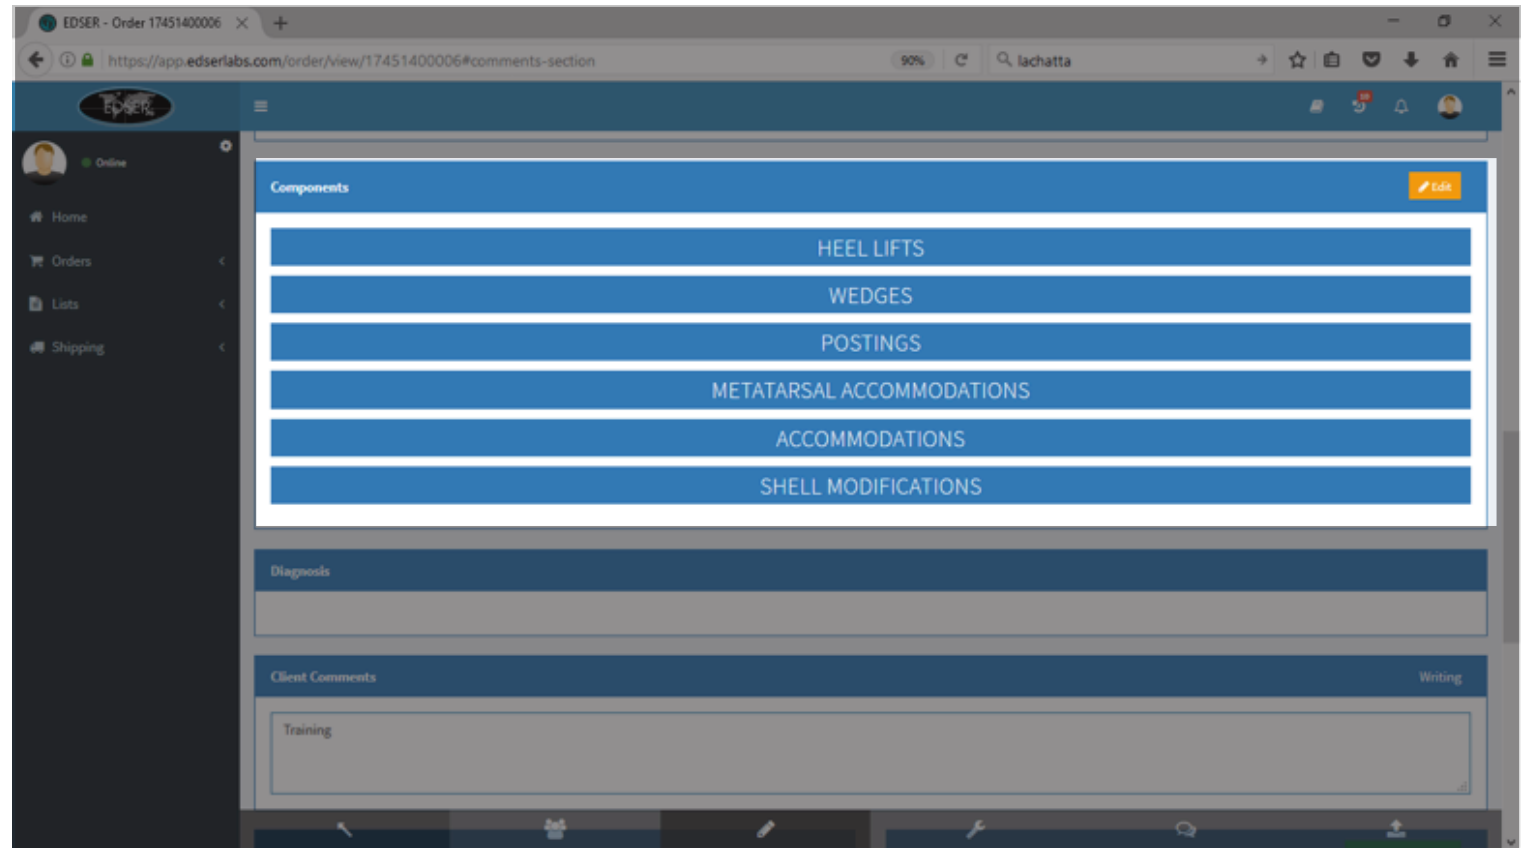 EDSER - Order 17451400006
https://app.edserlabs.com/order/view/17451400006#comments-section
90%
lachatta
EDSER
Online
Home
Orders
Lists
Shipping
Components
Edit
HEEL LIFTS
WEDGES
POSTINGS
METATARSAL ACCOMMODATIONS
ACCOMMODATIONS
SHELL MODIFICATIONS
Diagnosis
Client Comments
Writing
Training